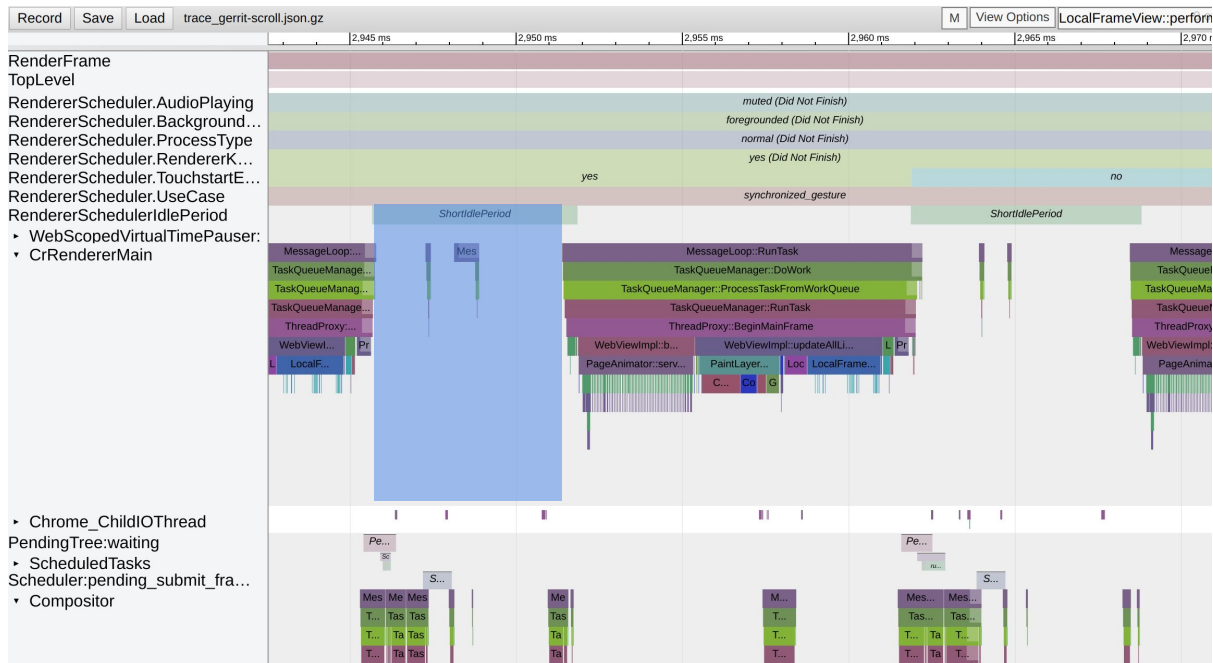 Record Save Load trace_gerrit-scroll.json.gz M View Options LocalFrameView::perform
2,945 ms 2,950 ms 2,955 ms 2,960 ms 2,965 ms 2,970 m
RenderFrame
TopLevel
RendererScheduler.AudioPlaying muted (Did Not Finish)
RendererScheduler.Background… foregrounded (Did Not Finish)
RendererScheduler.ProcessType normal (Did Not Finish)
RendererScheduler.RendererK… yes (Did Not Finish)
RendererScheduler.TouchstartE… yes no
RendererScheduler.UseCase synchronized_gesture
RendererSchedulerIdlePeriod ShortIdlePeriod ShortIdlePeriod
WebScopedVirtualTimePauser:
CrRendererMain MessageLoop:... Mes MessageLoop::RunTask Message
TaskQueueManage... TaskQueueManager::DoWork TaskQueueM
TaskQueueManag... TaskQueueManager::ProcessTaskFromWorkQueue TaskQueueMa
TaskQueueManage... TaskQueueManager::RunTask TaskQueueM
ThreadProxy:... ThreadProxy::BeginMainFrame ThreadProxy
WebViewI... Pr WebViewImpl::b... WebViewImpl::updateAllLi... L Pr WebViewImpl:
L LocalF... PageAnimator::serv... PaintLayer... Loc LocalFrame... PageAnima
C... Co G
Chrome_ChildIOThread
PendingTree:waiting Pe... Pe...
ScheduledTasks Sc ru...
Scheduler:pending_submit_fra… S... S...
Compositor Mes Me Mes Me M... Mes... Mes...
T... Tas Tas Tas T... Tas... Tas...
T... Ta Tas Ta T... T... Ta T...
T... Ta Tas Ta T... T... Ta T...